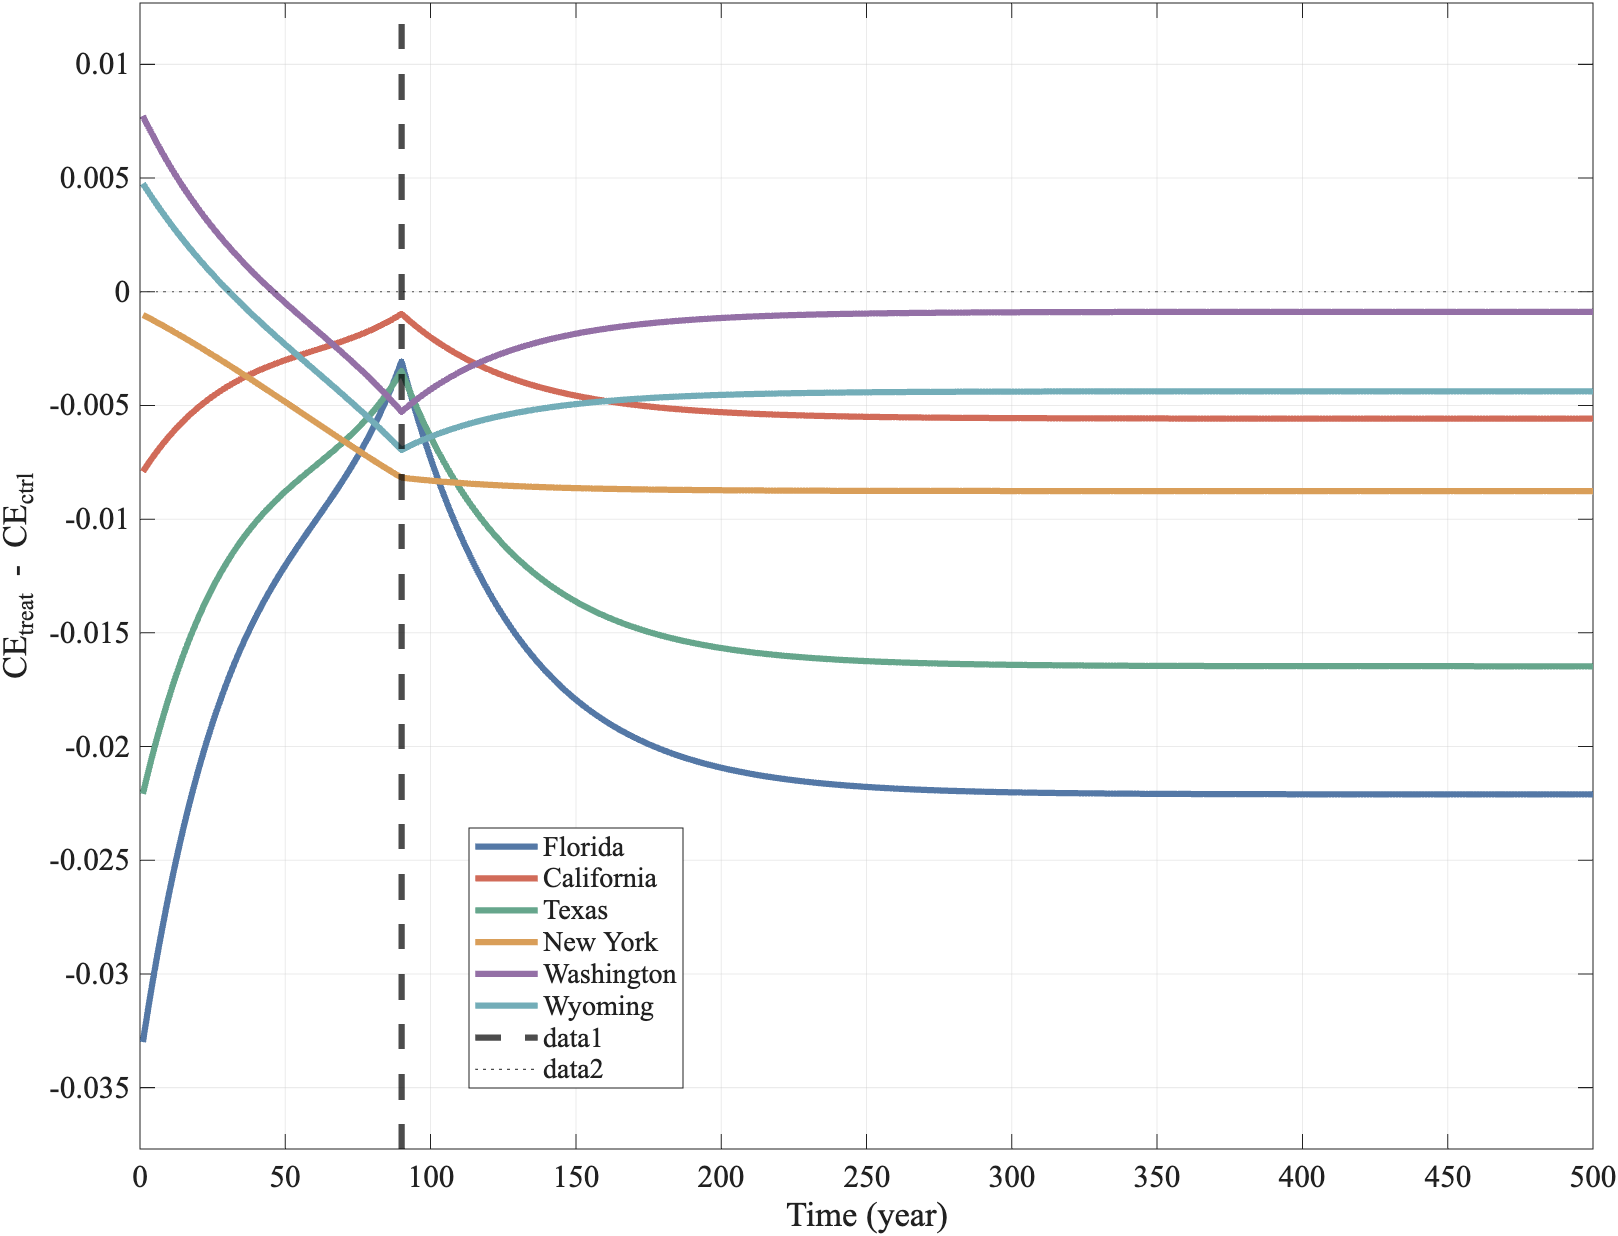 0.01
0.005
0
-0.005
-0.01
-0.015
-0.02
-0.025
-0.03
-0.035
CEtreat - CEctrl
Florida
California
Texas
New York
Washington
Wyoming
data1
data2
0 50 100 150 200 250 300 350 400 450 500
Time (year)